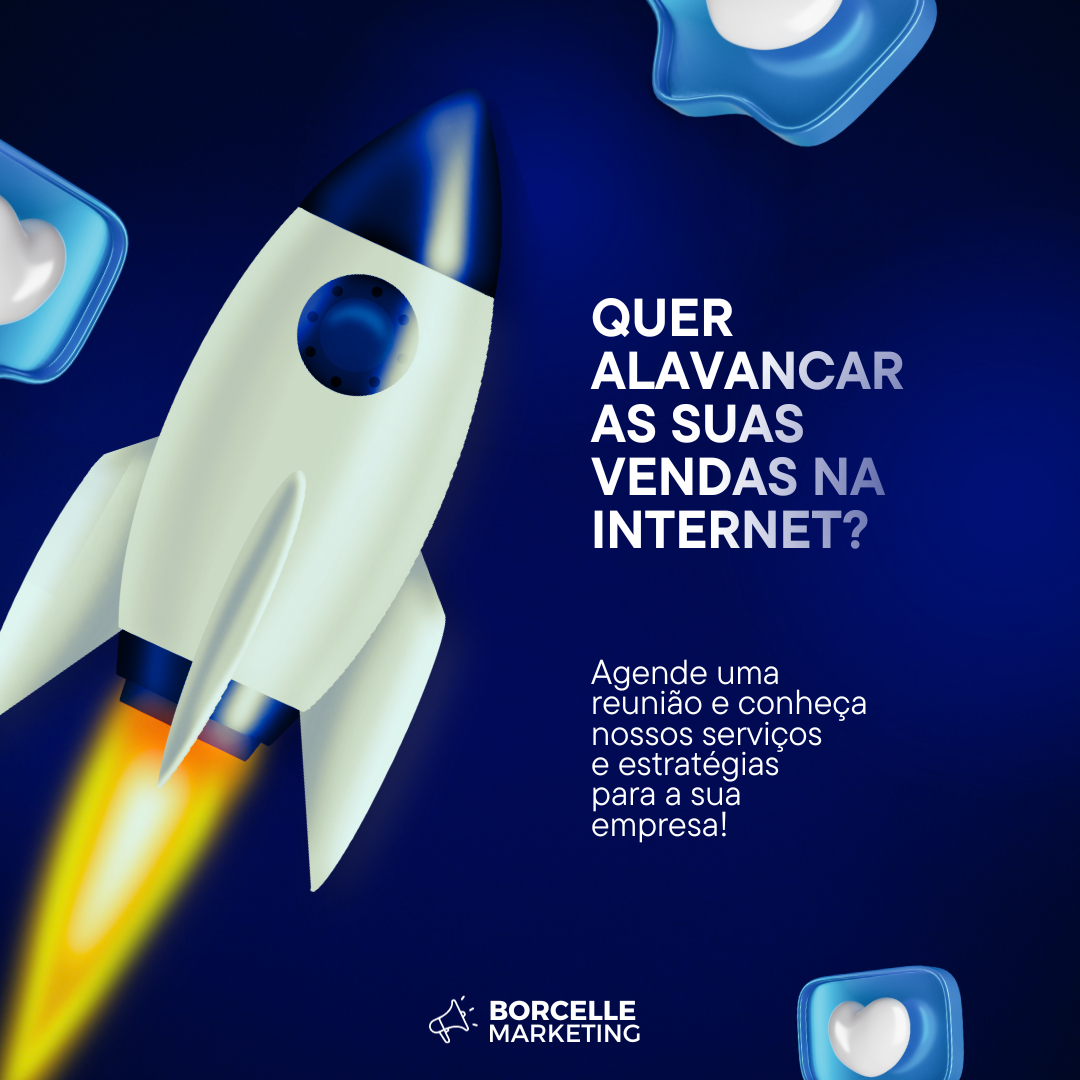 QUER
ALAVANCAR
AS SUAS
VENDAS NA
INTERNET?
Agende uma
reunião e conheça
nossos serviços
e estratégias
para a sua
empresa!
BORCELLE
MARKETING